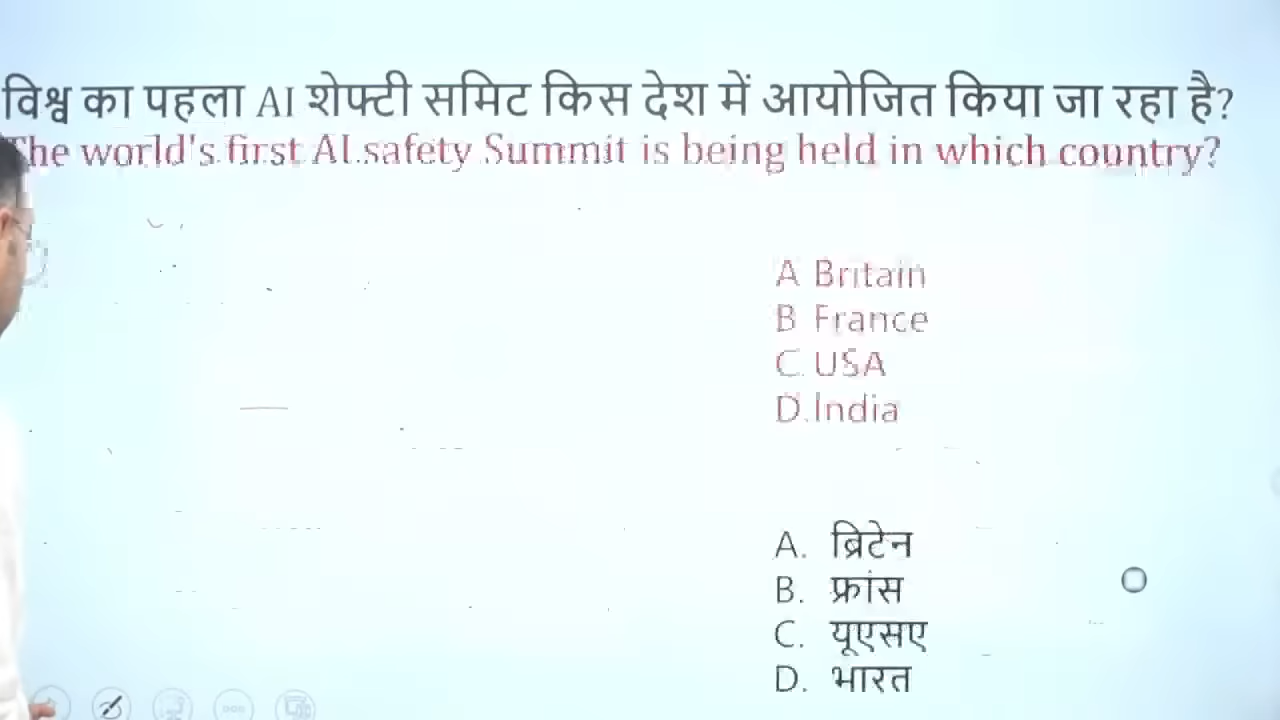 विश्व का पहला AI शेफ्टी समिट किस देश में आयोजित किया जा रहा है?
The world's first AI safety Summit is being held in which country?
A Britain
B France
C. USA
D.India
A. ब्रिटेन
B. फ्रांस
C. यूएसए
D. भारत